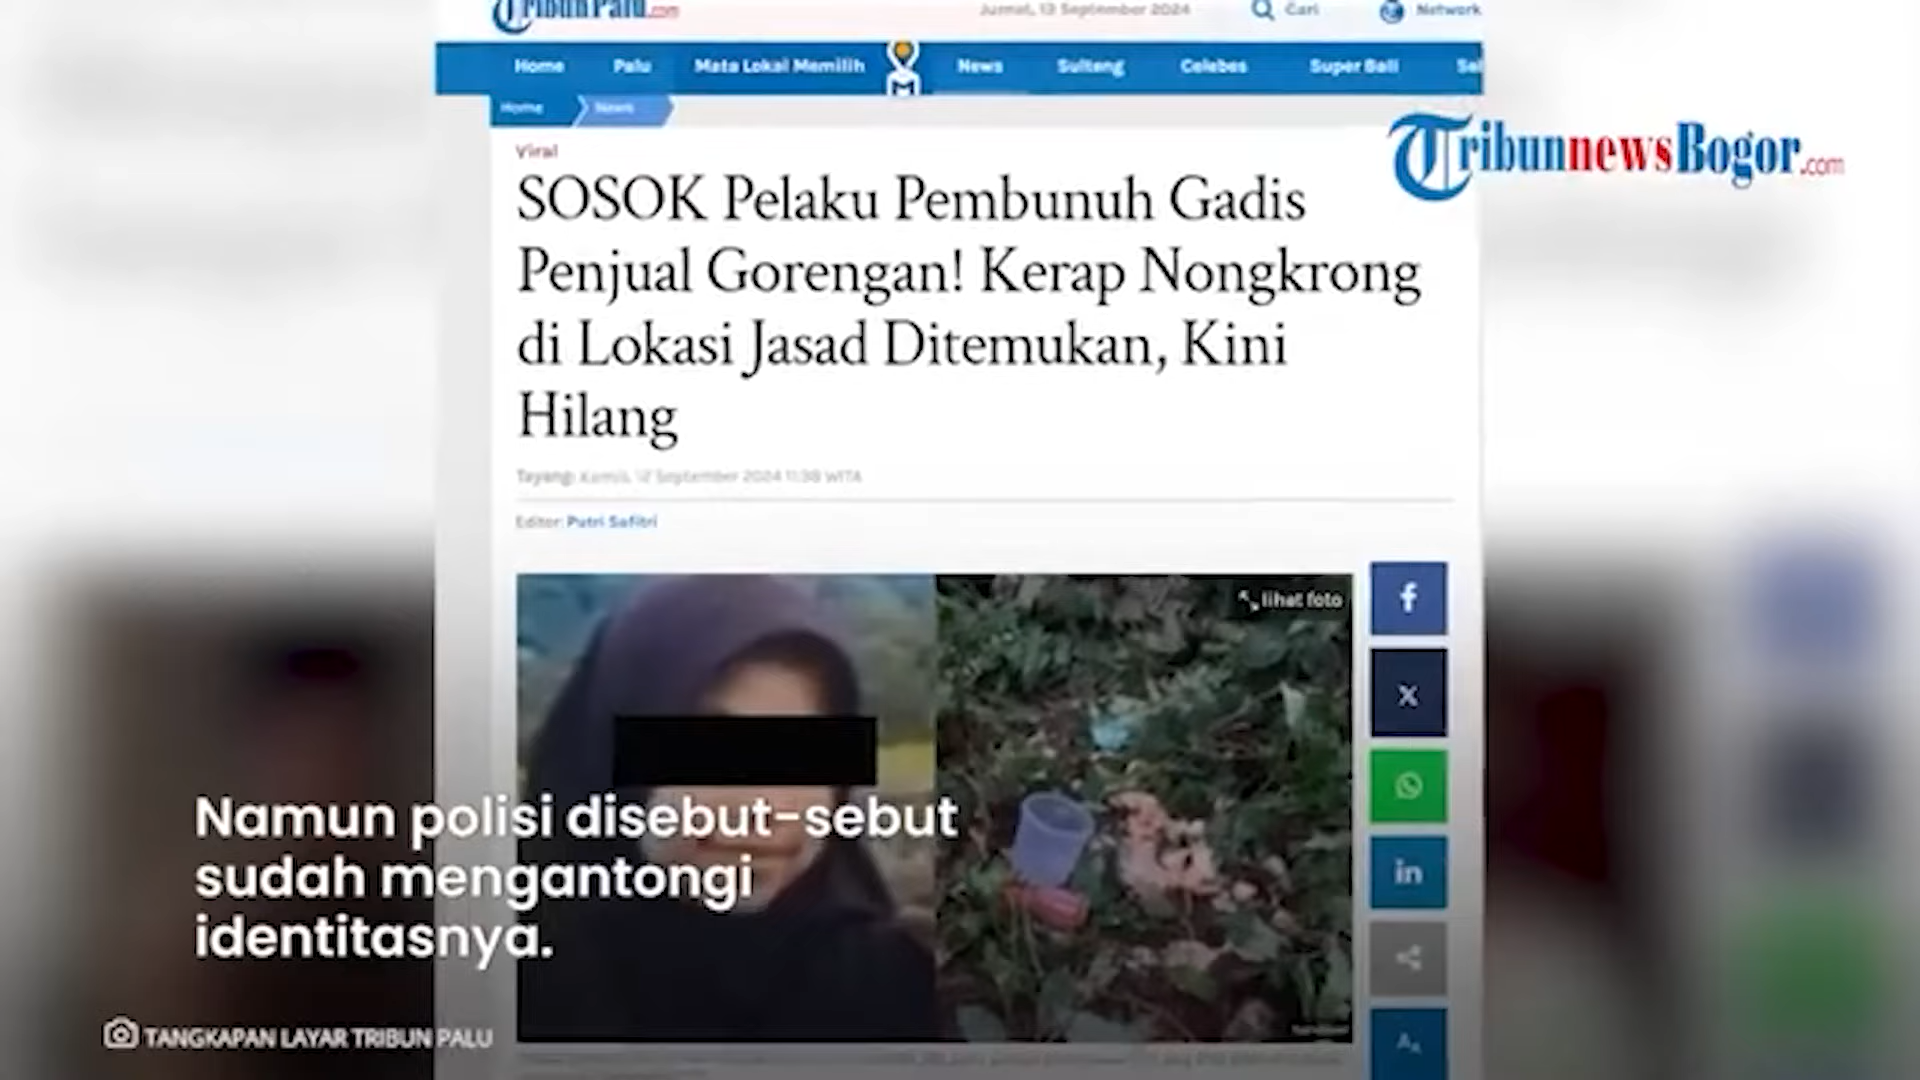 TribunPalu.com
Jumat, 13 September 2024
Cari
Network
Home
Palu
Mata Lokal Memilih
News
Sulteng
Celebes
Super Ball
Home
News
TribunnewsBogor.com
Viral
SOSOK Pelaku Pembunuh Gadis
Penjual Gorengan! Kerap Nongkrong
di Lokasi Jasad Ditemukan, Kini
Hilang
Tayang: Kamis, 12 September 2024 11:38 WITA
Editor: Putri Safitri
lihat foto
Namun polisi disebut-sebut
sudah mengantongi
identitasnya.
TANGKAPAN LAYAR TRIBUN PALU